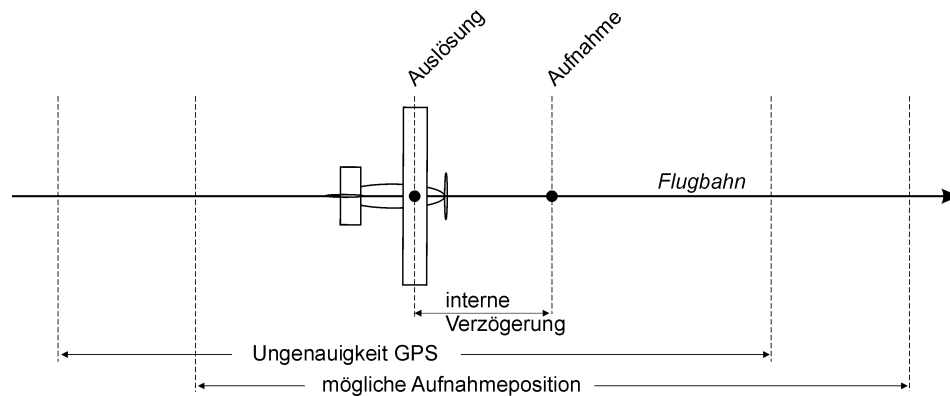 Auslösung
Aufnahme
Flugbahn
interne
Verzögerung
Ungenauigkeit GPS
mögliche Aufnahmeposition